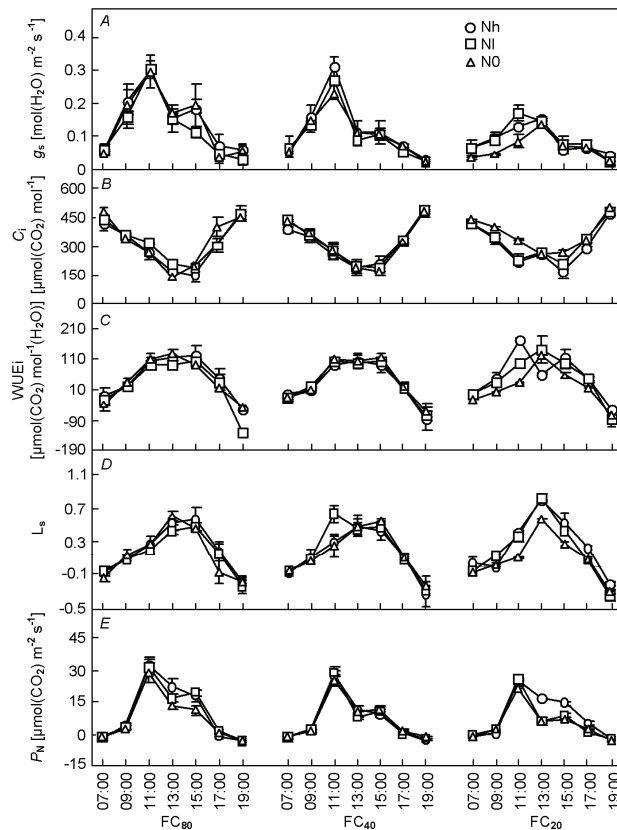 A
Nh
Nl
N0
0.4
0.3
0.2
0.1
0
gs [mol(H2O) m-2 s-1]
B
600
450
300
150
0
Ci [µmol(CO2) mol-1]
C
210
110
10
-90
-190
WUEi [µmol(CO2) mol-1(H2O)]
D
1.1
0.7
0.3
-0.1
-0.5
Ls
E
45
30
15
0
-15
PN [µmol(CO2) m-2 s-1]
07:00 09:00 11:00 13:00 15:00 17:00 19:00 07:00 09:00 11:00 13:00 15:00 17:00 19:00 07:00 09:00 11:00 13:00 15:00 17:00 19:00
FC80 FC40 FC20